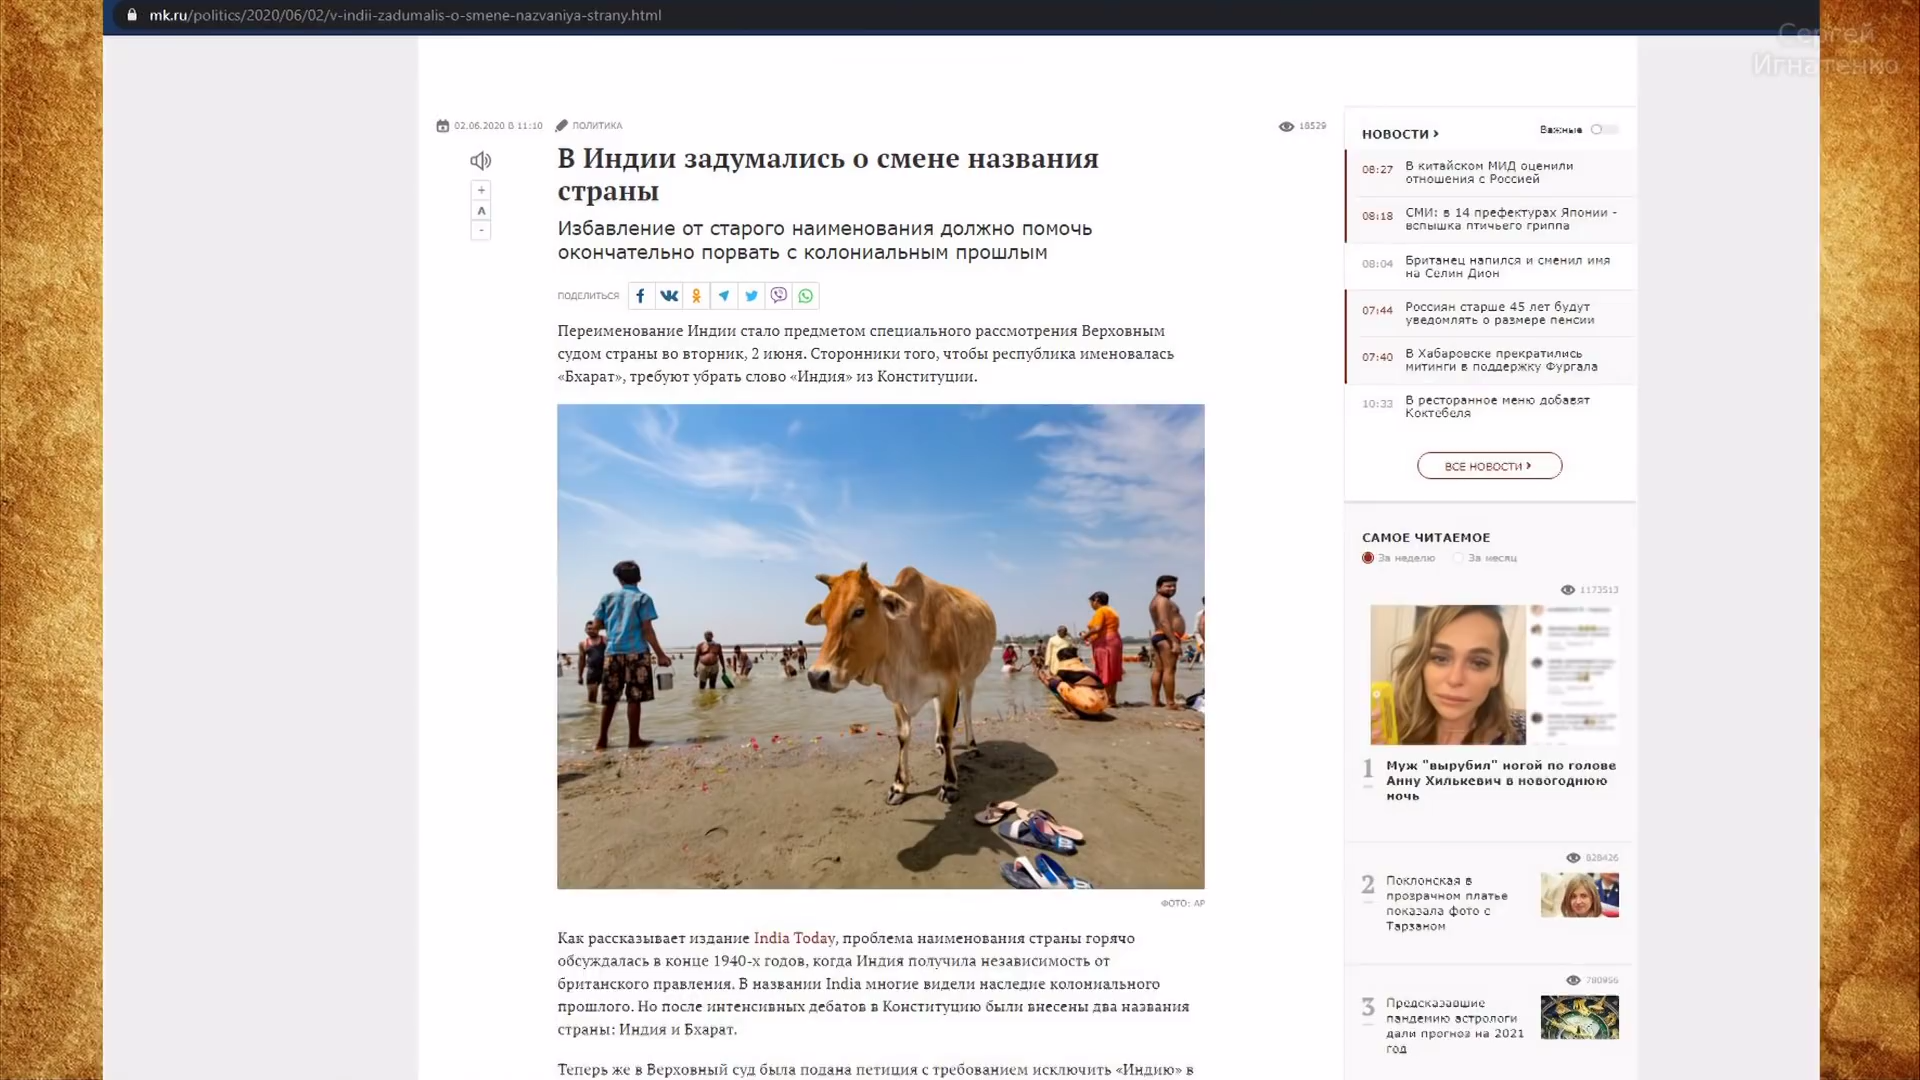 mk.ru/politics/2020/06/02/v-indii-zadumalis-o-smene-nazvaniya-strany.html
Сергей
Игнатенко
02.06.2020 В 11:10
ПОЛИТИКА
18529
В Индии задумались о смене названия
страны
Избавление от старого наименования должно помочь
окончательно порвать с колониальным прошлым
+
А
-
ПОДЕЛИТЬСЯ
Переименование Индии стало предметом специального рассмотрения Верховным
судом страны во вторник, 2 июня. Сторонники того, чтобы республика именовалась
«Бхарат», требуют убрать слово «Индия» из Конституции.
ФОТО: AP
Как рассказывает издание India Today, проблема наименования страны горячо
обсуждалась в конце 1940-х годов, когда Индия получила независимость от
британского правления. В названии India многие видели наследие колониального
прошлого. Но после интенсивных дебатов в Конституцию были внесены два названия
страны: Индия и Бхарат.
Теперь же в Верховный суд была подана петиция с требованием исключить «Индию» в
НОВОСТИ
Важные
08:27
В китайском МИД оценили
отношения с Россией
08:18
СМИ: в 14 префектурах Японии -
вспышка птичьего гриппа
08:04
Британец напился и сменил имя
на Селин Дион
07:44
Россиян старше 45 лет будут
уведомлять о размере пенсии
07:40
В Хабаровске прекратились
митинги в поддержку Фургала
10:33
В ресторанное меню добавят
Коктебеля
ВСЕ НОВОСТИ
САМОЕ ЧИТАЕМОЕ
За неделю
За месяц
1173513
1
Муж "вырубил" ногой по голове
Анну Хилькевич в новогоднюю
ночь
828426
2
Поклонская в
прозрачном платье
показала фото с
Тарзаном
780956
3
Предсказавшие
пандемию астрологи
дали прогноз на 2021
год